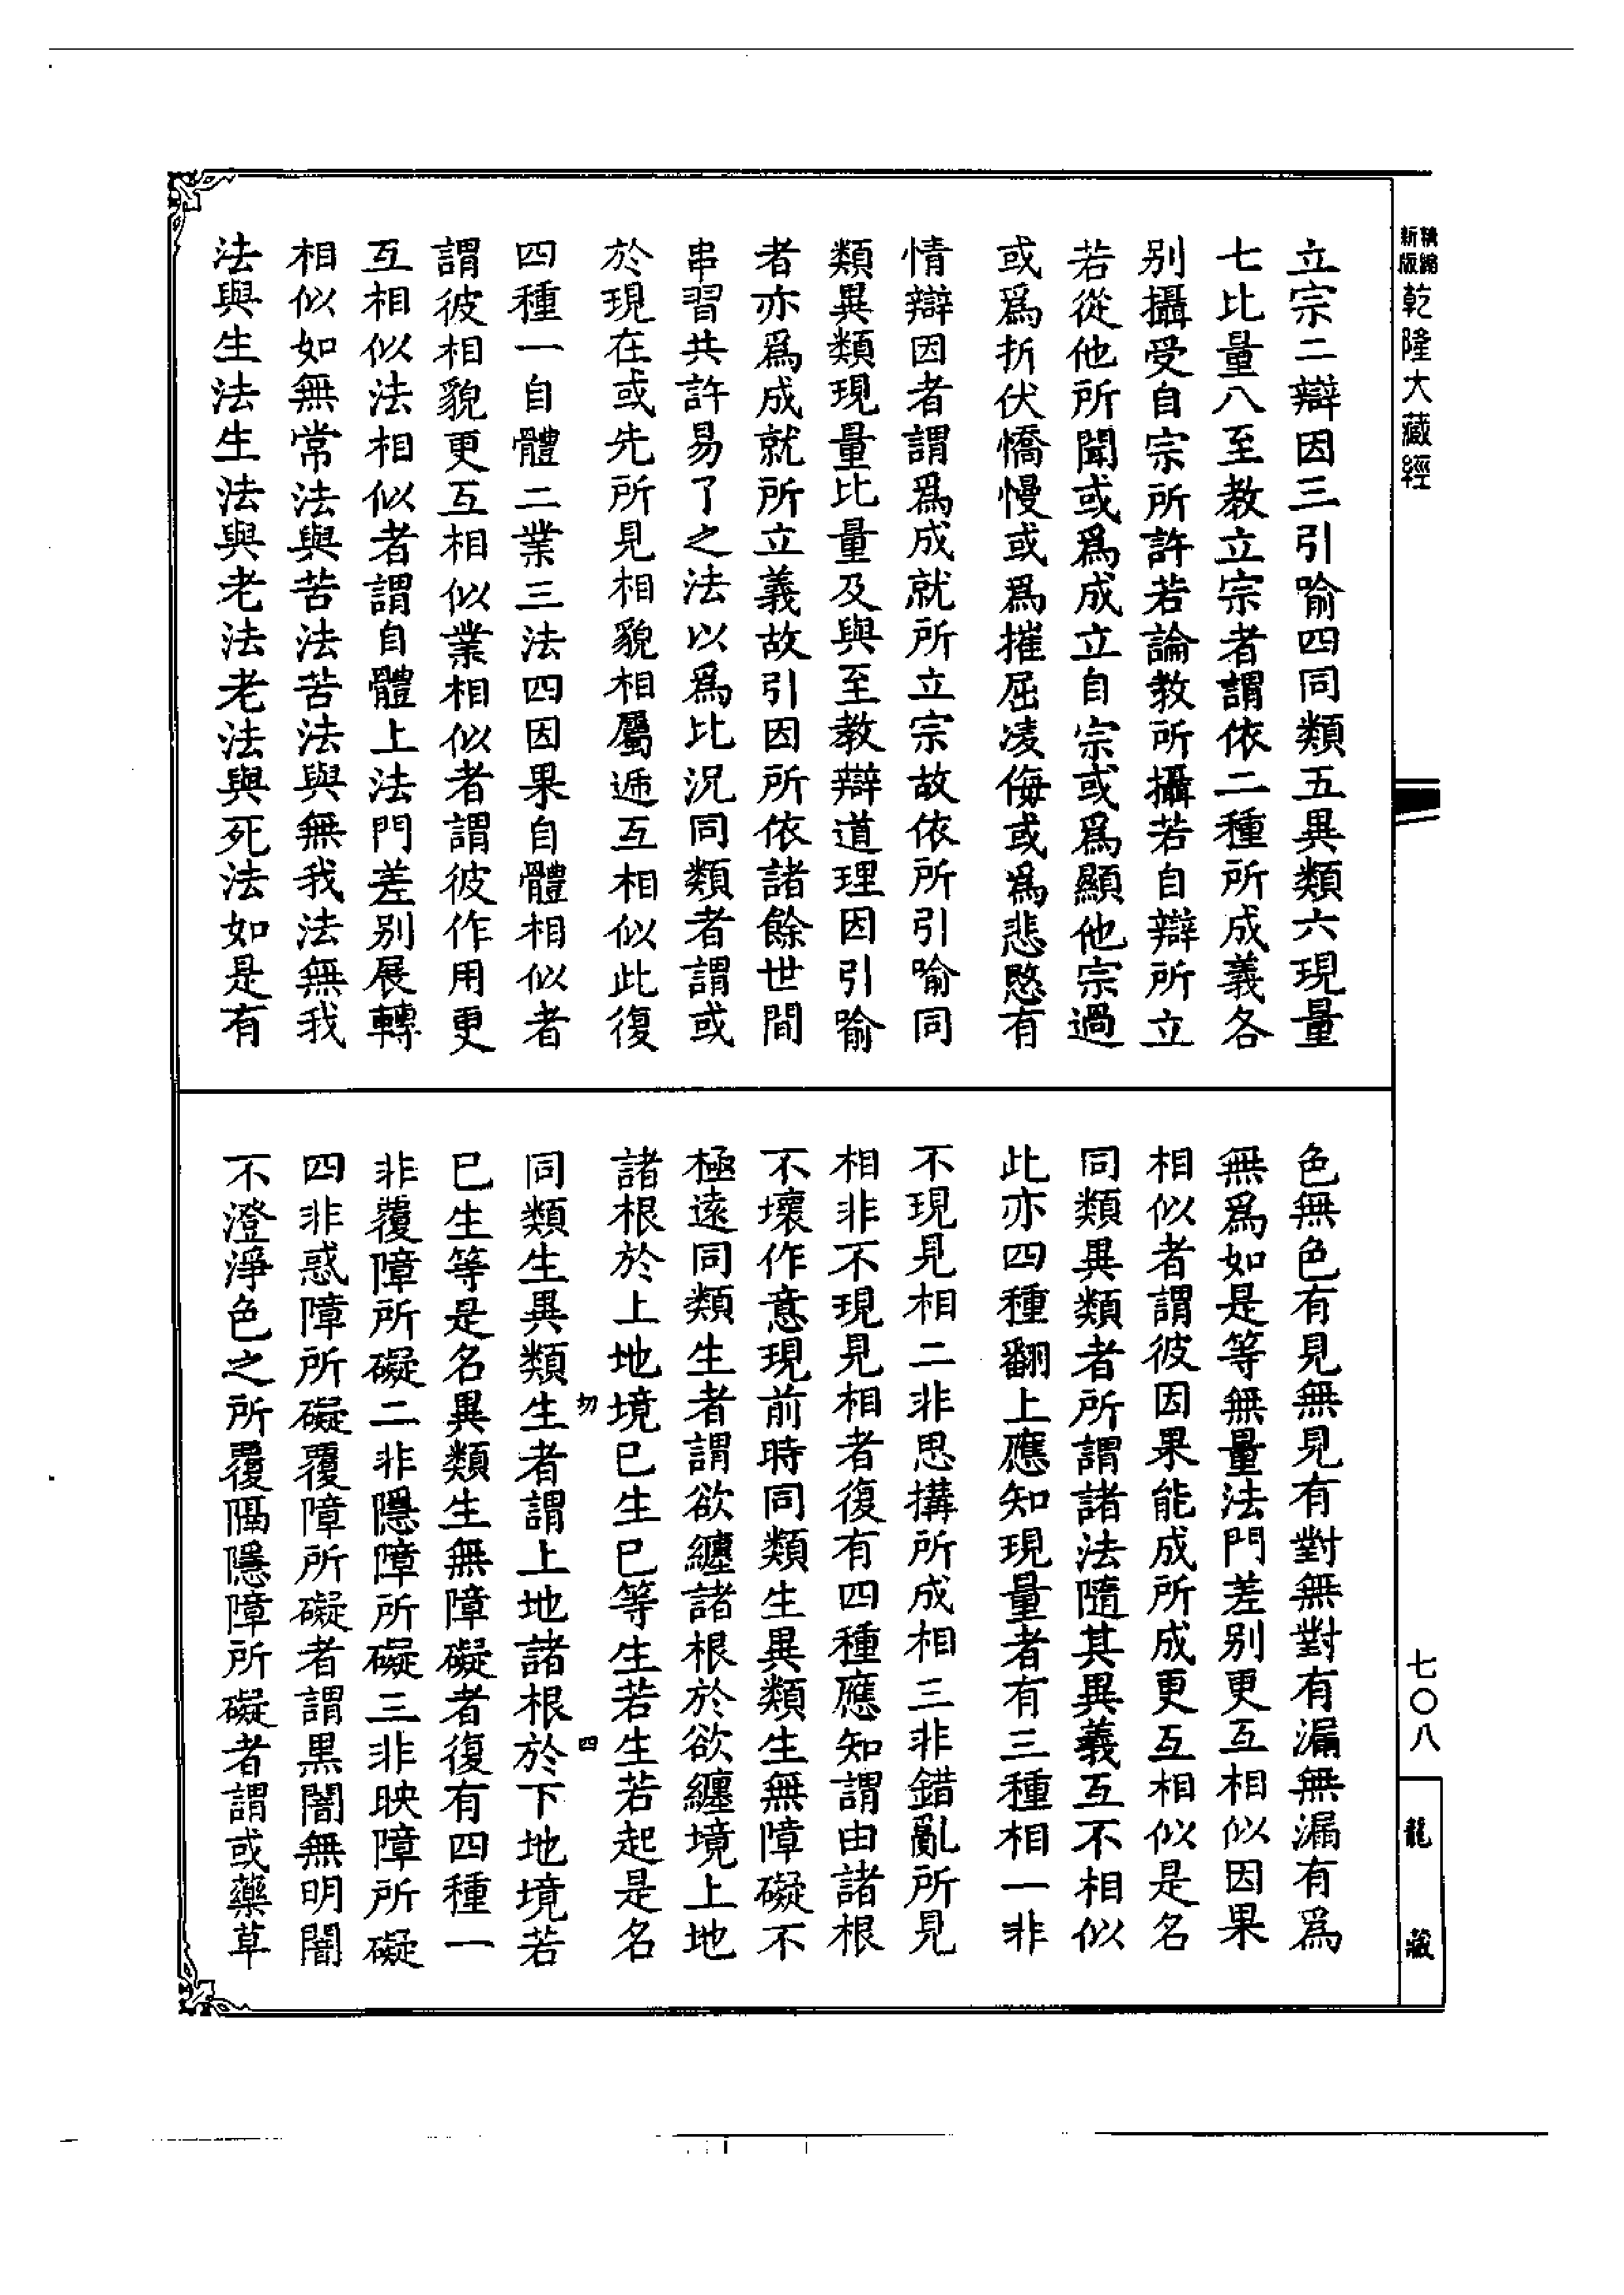 新版精縮乾隆大藏經
立宗二辯因三引喻四同類五異類六現量
七比量八至教立宗者謂依二種所成義各
别攝受自宗所許若論教所攝若自辯所立
若從他所聞或爲成立自宗或爲顯他宗過
或爲折伏憍慢或爲摧屈凌侮或爲悲愍有
情辯因者謂爲成就所立宗故依所引喻同
類異類現量比量及與至教辯道理因引喻
者亦爲成就所立義故引因所依諸餘世間
串習共許易了之法以爲比況同類者謂或
於現在或先所見相貌相屬遞互相似此復
四種一自體二業三法四因果自體相似者
謂彼相貌更互相似業相似者謂彼作用更
互相似法相似者謂自體上法門差别展轉
相似如無常法與苦法苦法與無我法無我
法與生法生法與老法老法與死法如是有
色無色有見無見有對無對有漏無漏有爲
無爲如是等無量法門差别更互相似因果
相似者謂彼因果能成所成更互相似是名
同類異類者所謂諸法隨其異義互不相似
此亦四種翻上應知現量者有三種相一非
不現見相二非思搆所成相三非錯亂所見
相非不現見相者復有四種應知謂由諸根
不壞作意現前時同類生異類生無障礙不
極遠同類生者謂欲纏諸根於欲纏境上地
諸根於上地境已生已等生若生若起是名
同類生異類生者謂上地諸根於下地境若
已生等是名異類生無障礙者復有四種一
非覆障所礙二非隱障所礙三非映障所礙
四非惑障所礙覆障所礙者謂黑闇無明闇
不澄淨色之所覆隔隱障所礙者謂或藥草
勿
四
七〇八
龍藏